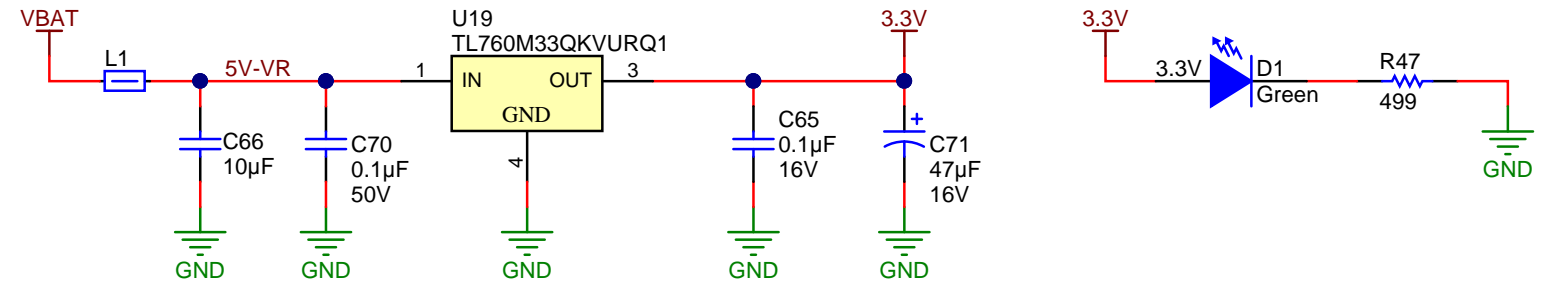 VBAT
L1
5V-VR
C66
10µF
C70
0.1µF
50V
U19
TL760M33QKVURQ1
1
IN
OUT
3
GND
4
C65
0.1µF
16V
3.3V
+
C71
47µF
16V
GND
GND
GND
GND
GND
3.3V
3.3V
D1
Green
R47
499
GND